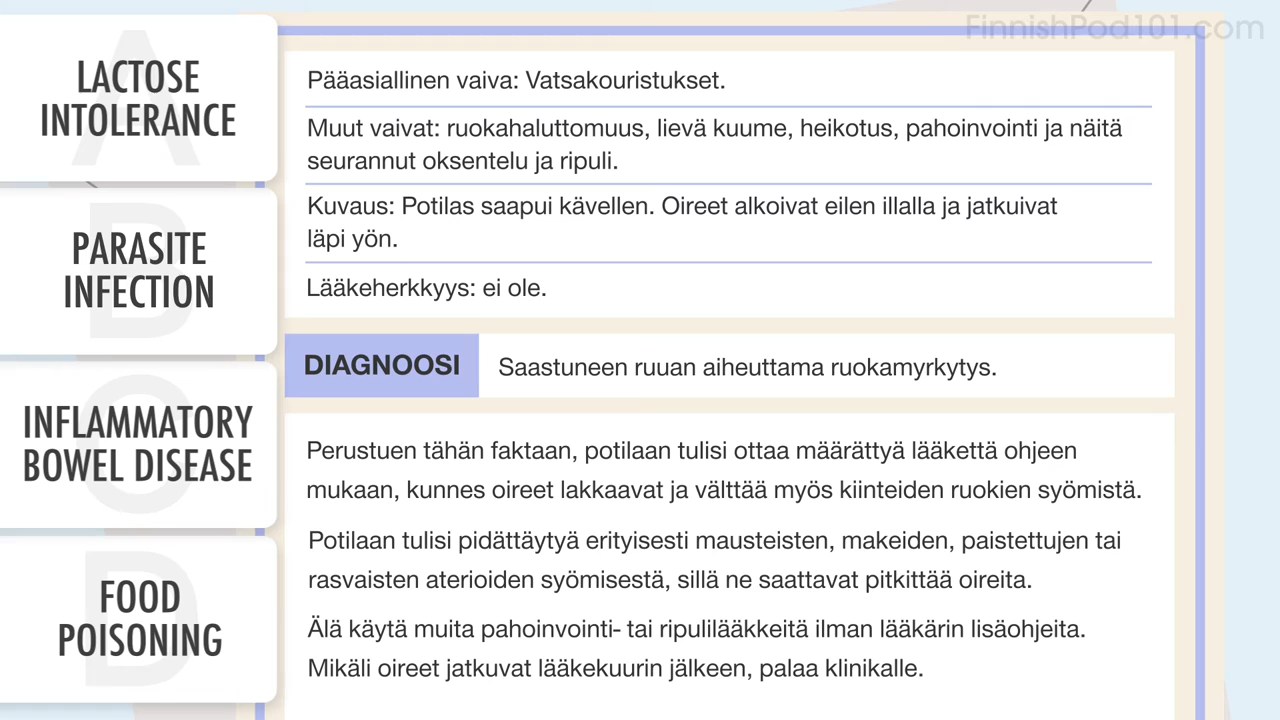 FinnishPod101.com
A
LACTOSE
INTOLERANCE
B
PARASITE
INFECTION
C
INFLAMMATORY
BOWEL DISEASE
D
FOOD
POISONING
Pääasiallinen vaiva: Vatsakouristukset.
Muut vaivat: ruokahaluttomuus, lievä kuume, heikotus, pahoinvointi ja näitä
seurannut oksentelu ja ripuli.
Kuvaus: Potilas saapui kävellen. Oireet alkoivat eilen illalla ja jatkuivat
läpi yön.
Lääkeherkkyys: ei ole.
DIAGNOOSI
Saastuneen ruuan aiheuttama ruokamyrkytys.
Perustuen tähän faktaan, potilaan tulisi ottaa määrättyä lääkettä ohjeen
mukaan, kunnes oireet lakkaavat ja välttää myös kiinteiden ruokien syömistä.
Potilaan tulisi pidättäytyä erityisesti mausteisten, makeiden, paistettujen tai
rasvaisten aterioiden syömisestä, sillä ne saattavat pitkittää oireita.
Älä käytä muita pahoinvointi- tai ripulilääkkeitä ilman lääkärin lisäohjeita.
Mikäli oireet jatkuvat lääkekuurin jälkeen, palaa klinikalle.